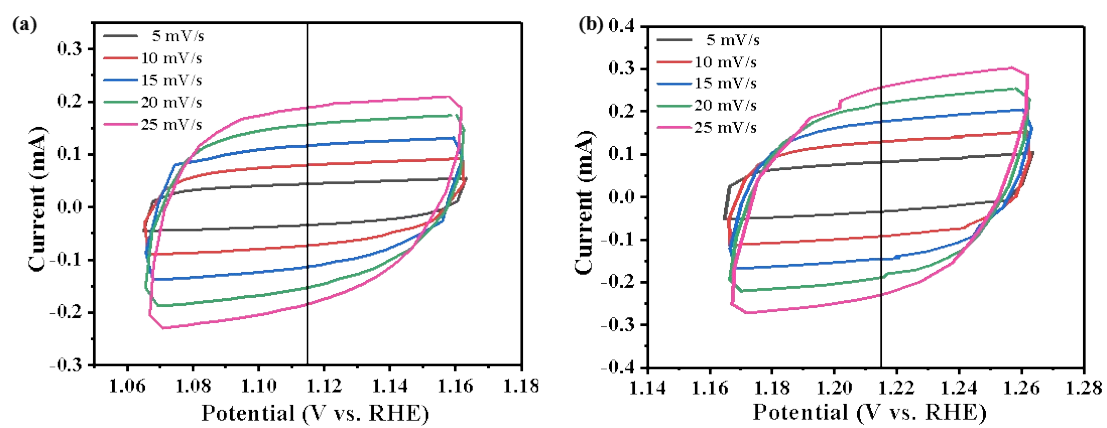 (a)
0.3
0.2
0.1
0.0
-0.1
-0.2
-0.3
Current (mA)
5 mV/s
10 mV/s
15 mV/s
20 mV/s
25 mV/s
1.06 1.08 1.10 1.12 1.14 1.16 1.18
Potential (V vs. RHE)
(b)
0.4
0.3
0.2
0.1
0.0
-0.1
-0.2
-0.3
-0.4
Current (mA)
5 mV/s
10 mV/s
15 mV/s
20 mV/s
25 mV/s
1.14 1.16 1.18 1.20 1.22 1.24 1.26 1.28
Potential (V vs. RHE)